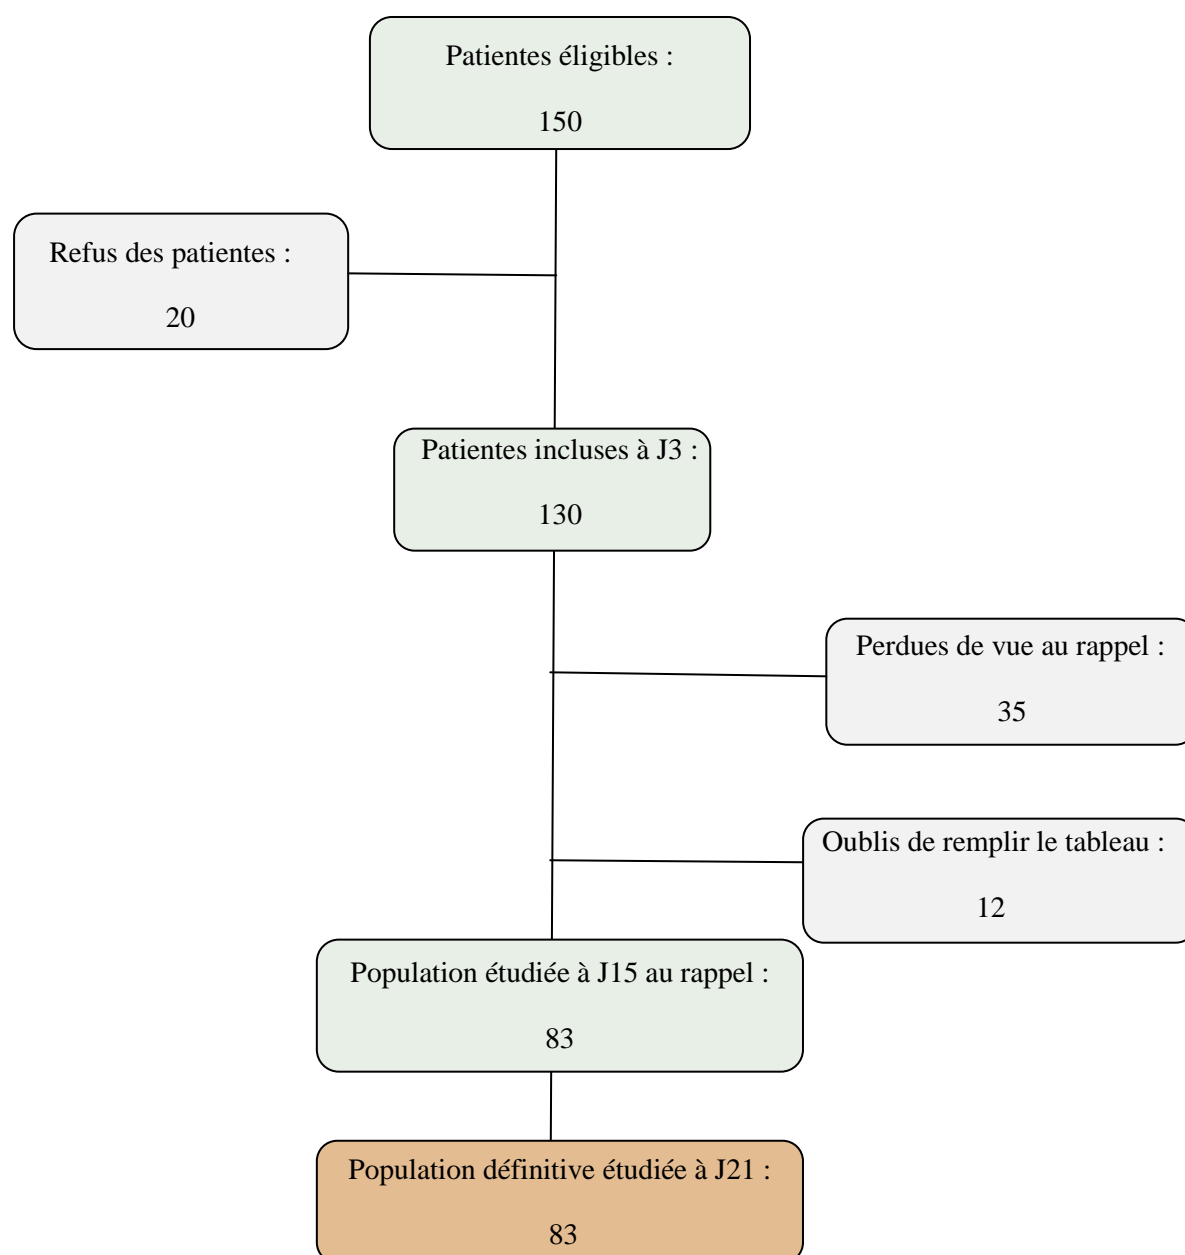 Patientes éligibles :
150
Refus des patientes :
20
Patientes incluses à J3 :
130
Perdues de vue au rappel :
35
Oublis de remplir le tableau :
12
Population étudiée à J15 au rappel :
83
Population définitive étudiée à J21 :
83